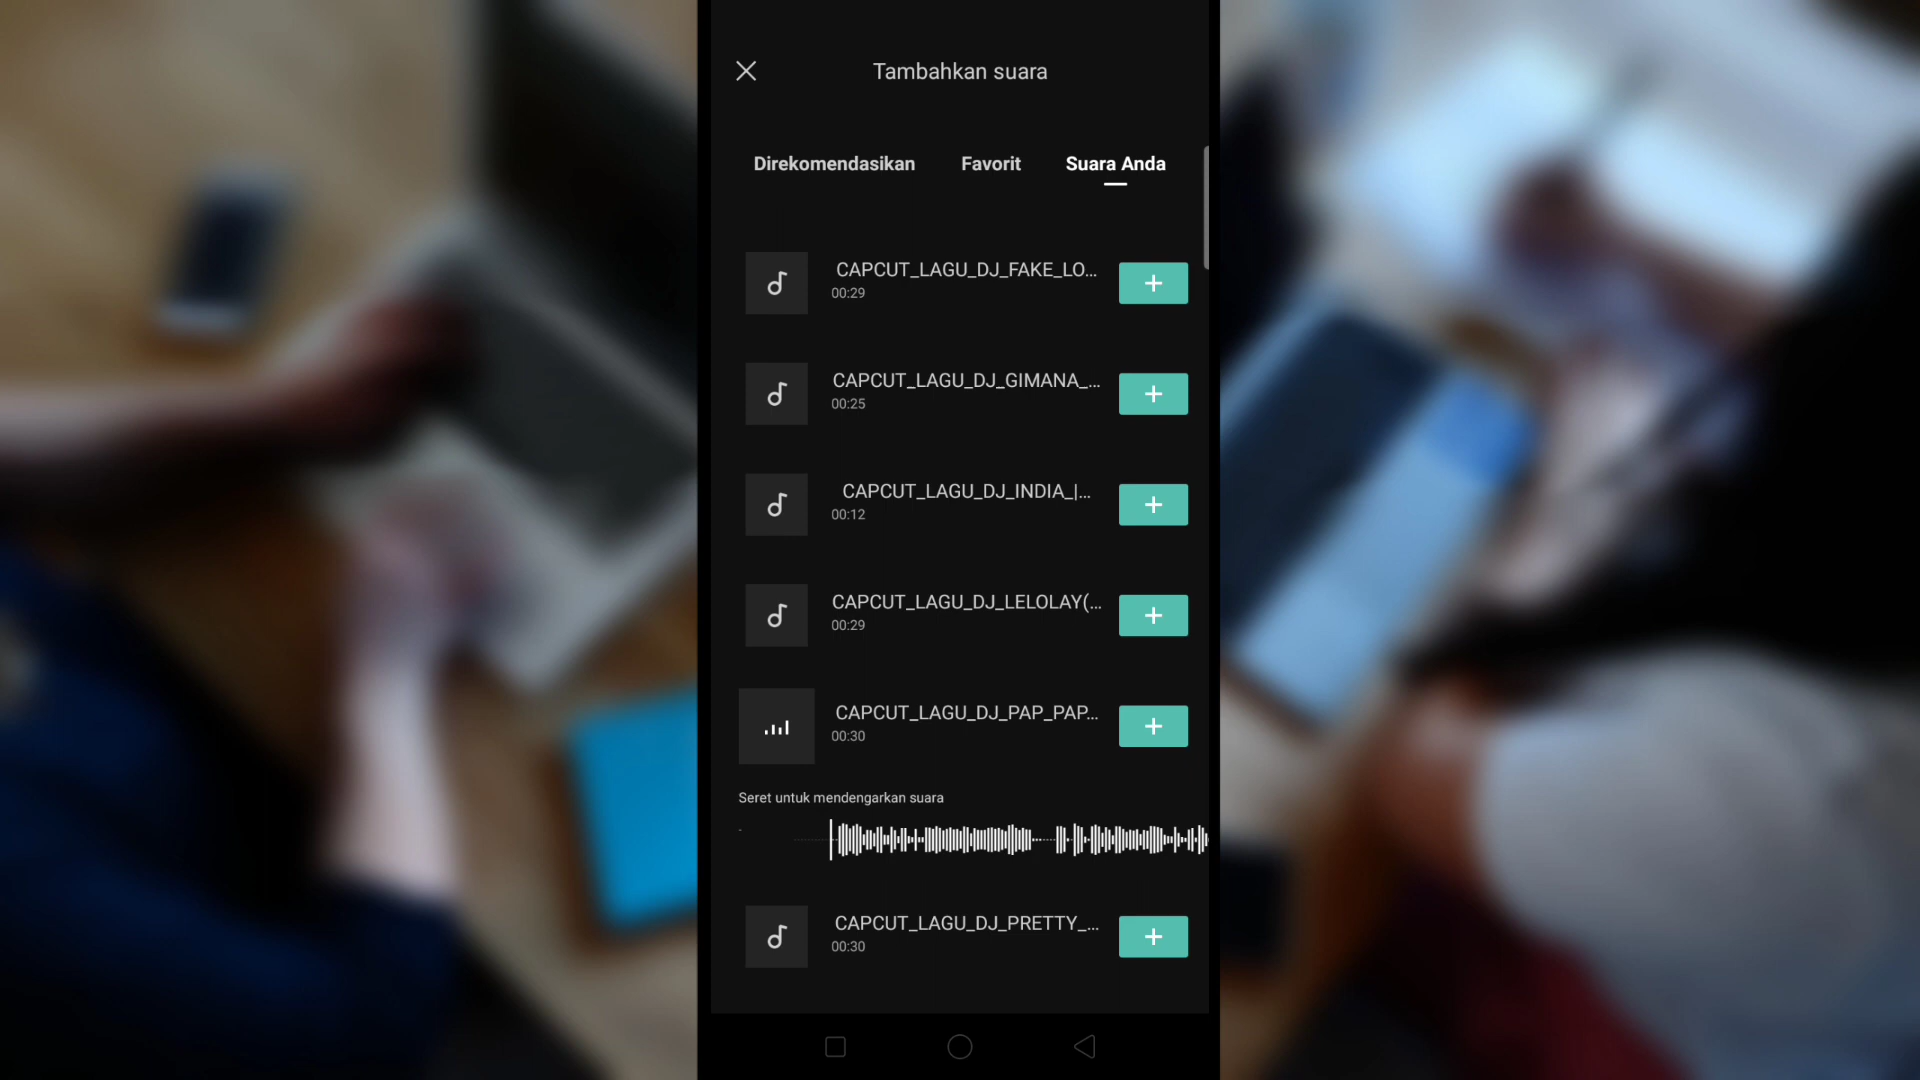 Tambahkan suara
Direkomendasikan Favorit Suara Anda
CAPCUT_LAGU_DJ_FAKE_LO...
00:29
CAPCUT_LAGU_DJ_GIMANA_...
00:25
CAPCUT_LAGU_DJ_INDIA_|...
00:12
CAPCUT_LAGU_DJ_LELOLAY(...
00:29
CAPCUT_LAGU_DJ_PAP_PAP...
00:30
Seret untuk mendengarkan suara
CAPCUT_LAGU_DJ_PRETTY_...
00:30